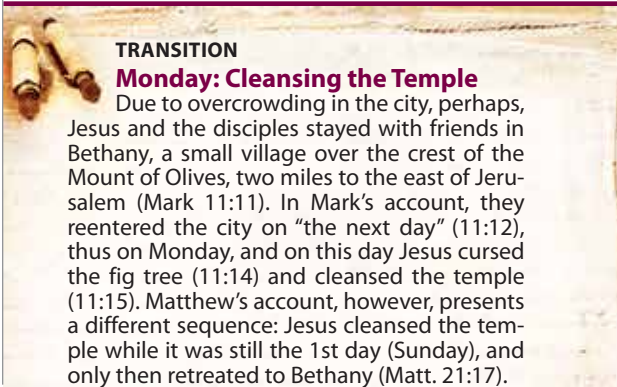 TRANSITION
Monday: Cleansing the Temple
Due to overcrowding in the city, perhaps,
Jesus and the disciples stayed with friends in
Bethany, a small village over the crest of the
Mount of Olives, two miles to the east of Jeru-
salem (Mark 11:11). In Mark’s account, they
reentered the city on “the next day” (11:12),
thus on Monday, and on this day Jesus cursed
the fig tree (11:14) and cleansed the temple
(11:15). Matthew’s account, however, presents
a different sequence: Jesus cleansed the tem-
ple while it was still the 1st day (Sunday), and
only then retreated to Bethany (Matt. 21:17).